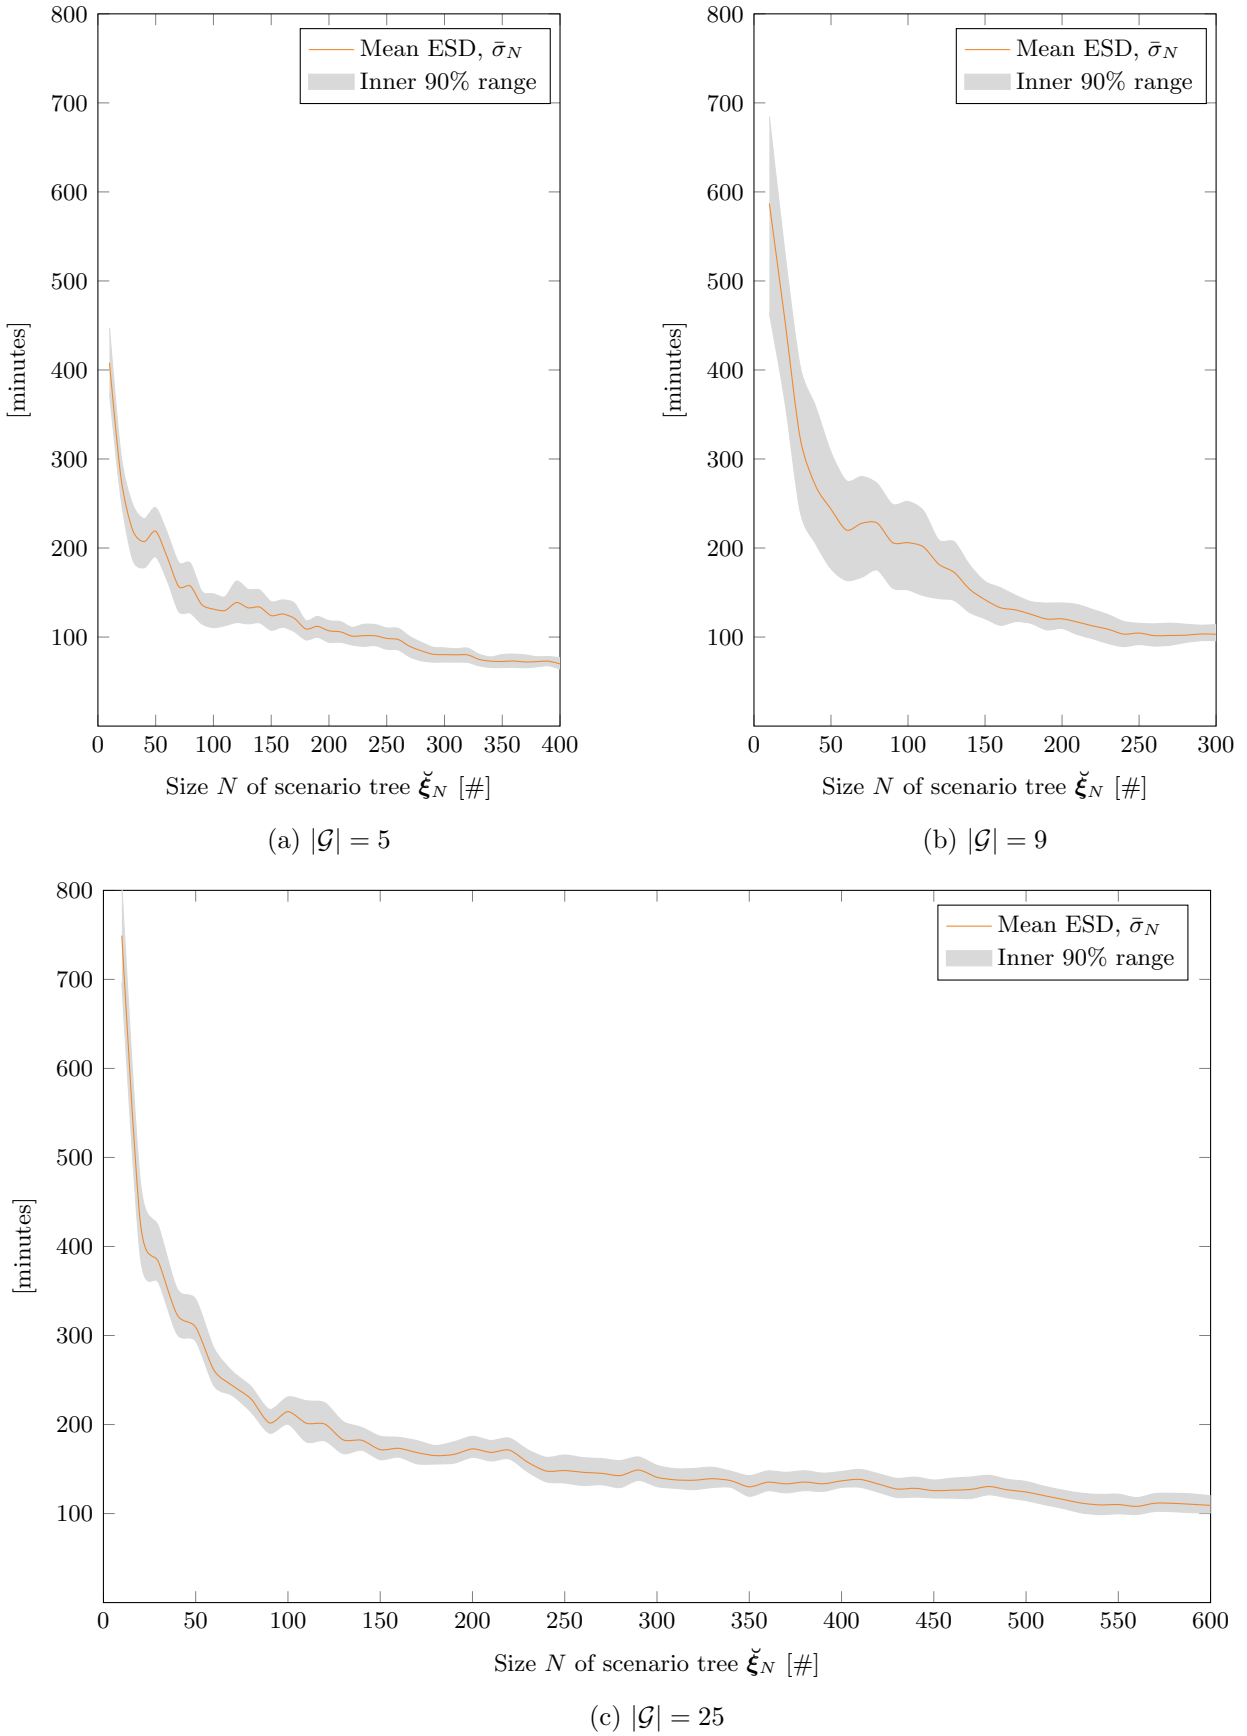 800
700
600
500
400
300
200
100
[minutes]
Mean ESD, σ̄_N
Inner 90% range
0 50 100 150 200 250 300 350 400
Size N of scenario tree ξ̆_N [#]
(a) |𝒢| = 5
800
700
600
500
400
300
200
100
[minutes]
Mean ESD, σ̄_N
Inner 90% range
0 50 100 150 200 250 300
Size N of scenario tree ξ̆_N [#]
(b) |𝒢| = 9
800
700
600
500
400
300
200
100
[minutes]
Mean ESD, σ̄_N
Inner 90% range
0 50 100 150 200 250 300 350 400 450 500 550 600
Size N of scenario tree ξ̆_N [#]
(c) |𝒢| = 25